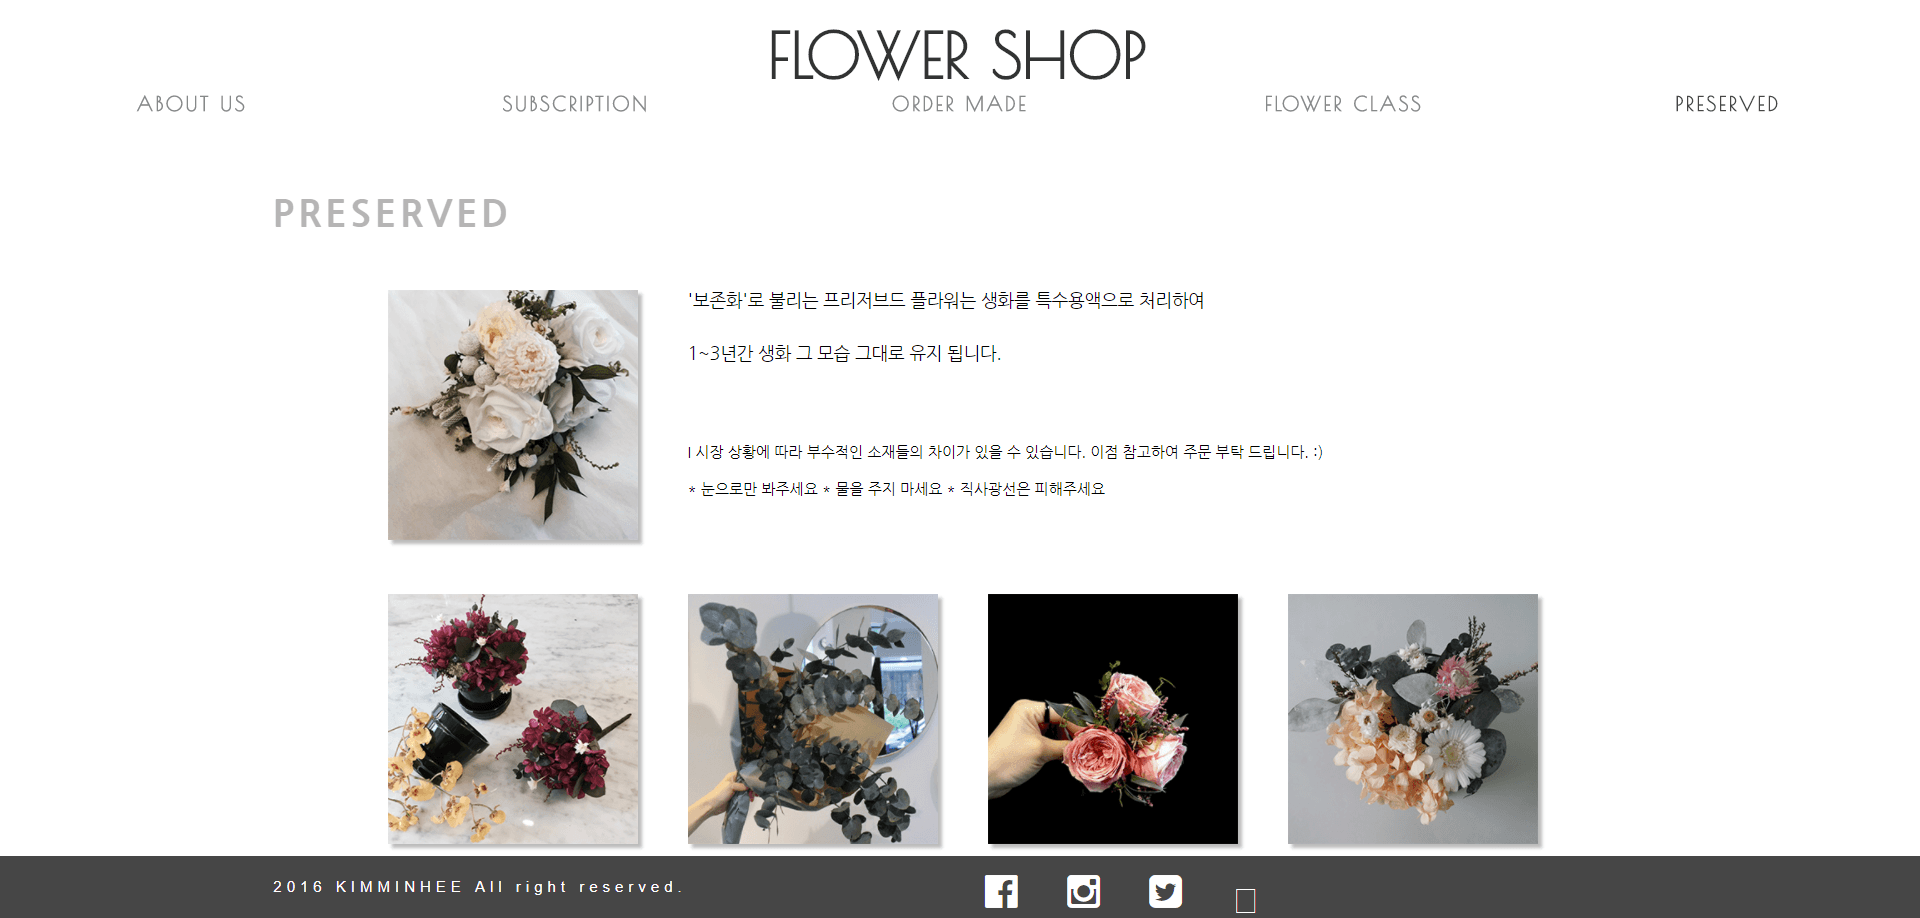 FLOWER SHOP
ABOUT US
SUBSCRIPTION
ORDER MADE
FLOWER CLASS
PRESERVED
PRESERVED
'보존화'로 불리는 프리저브드 플라워는 생화를 특수용액으로 처리하여
1~3년간 생화 그 모습 그대로 유지 됩니다.
I 시장 상황에 따라 부수적인 소재들의 차이가 있을 수 있습니다. 이점 참고하여 주문 부탁 드립니다. :)
* 눈으로만 봐주세요 * 물을 주지 마세요 * 직사광선은 피해주세요
2016 KIMMINHEE All right reserved.